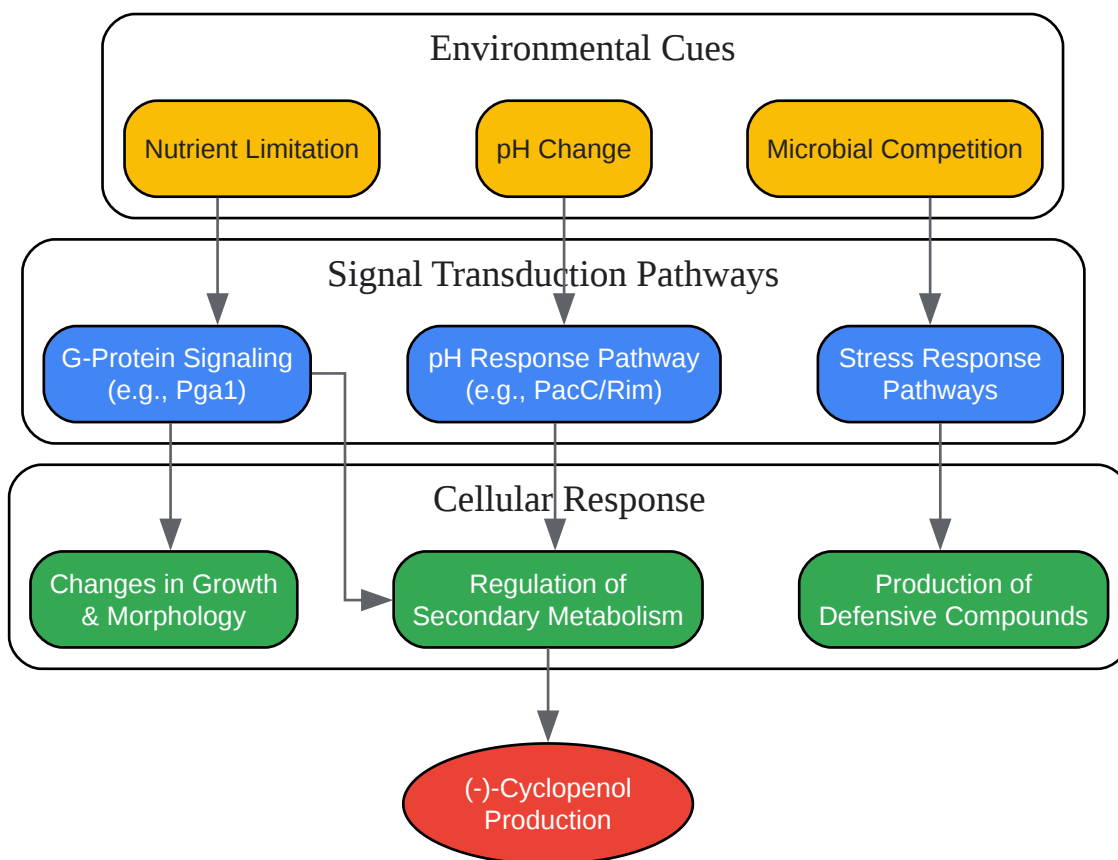 Environmental Cues
Nutrient Limitation
pH Change
Microbial Competition
Signal Transduction Pathways
G-Protein Signaling
(e.g., Pga1)
pH Response Pathway
(e.g., PacC/Rim)
Stress Response
Pathways
Cellular Response
Changes in Growth
& Morphology
Regulation of
Secondary Metabolism
Production of
Defensive Compounds
(-)-Cyclopenol
Production